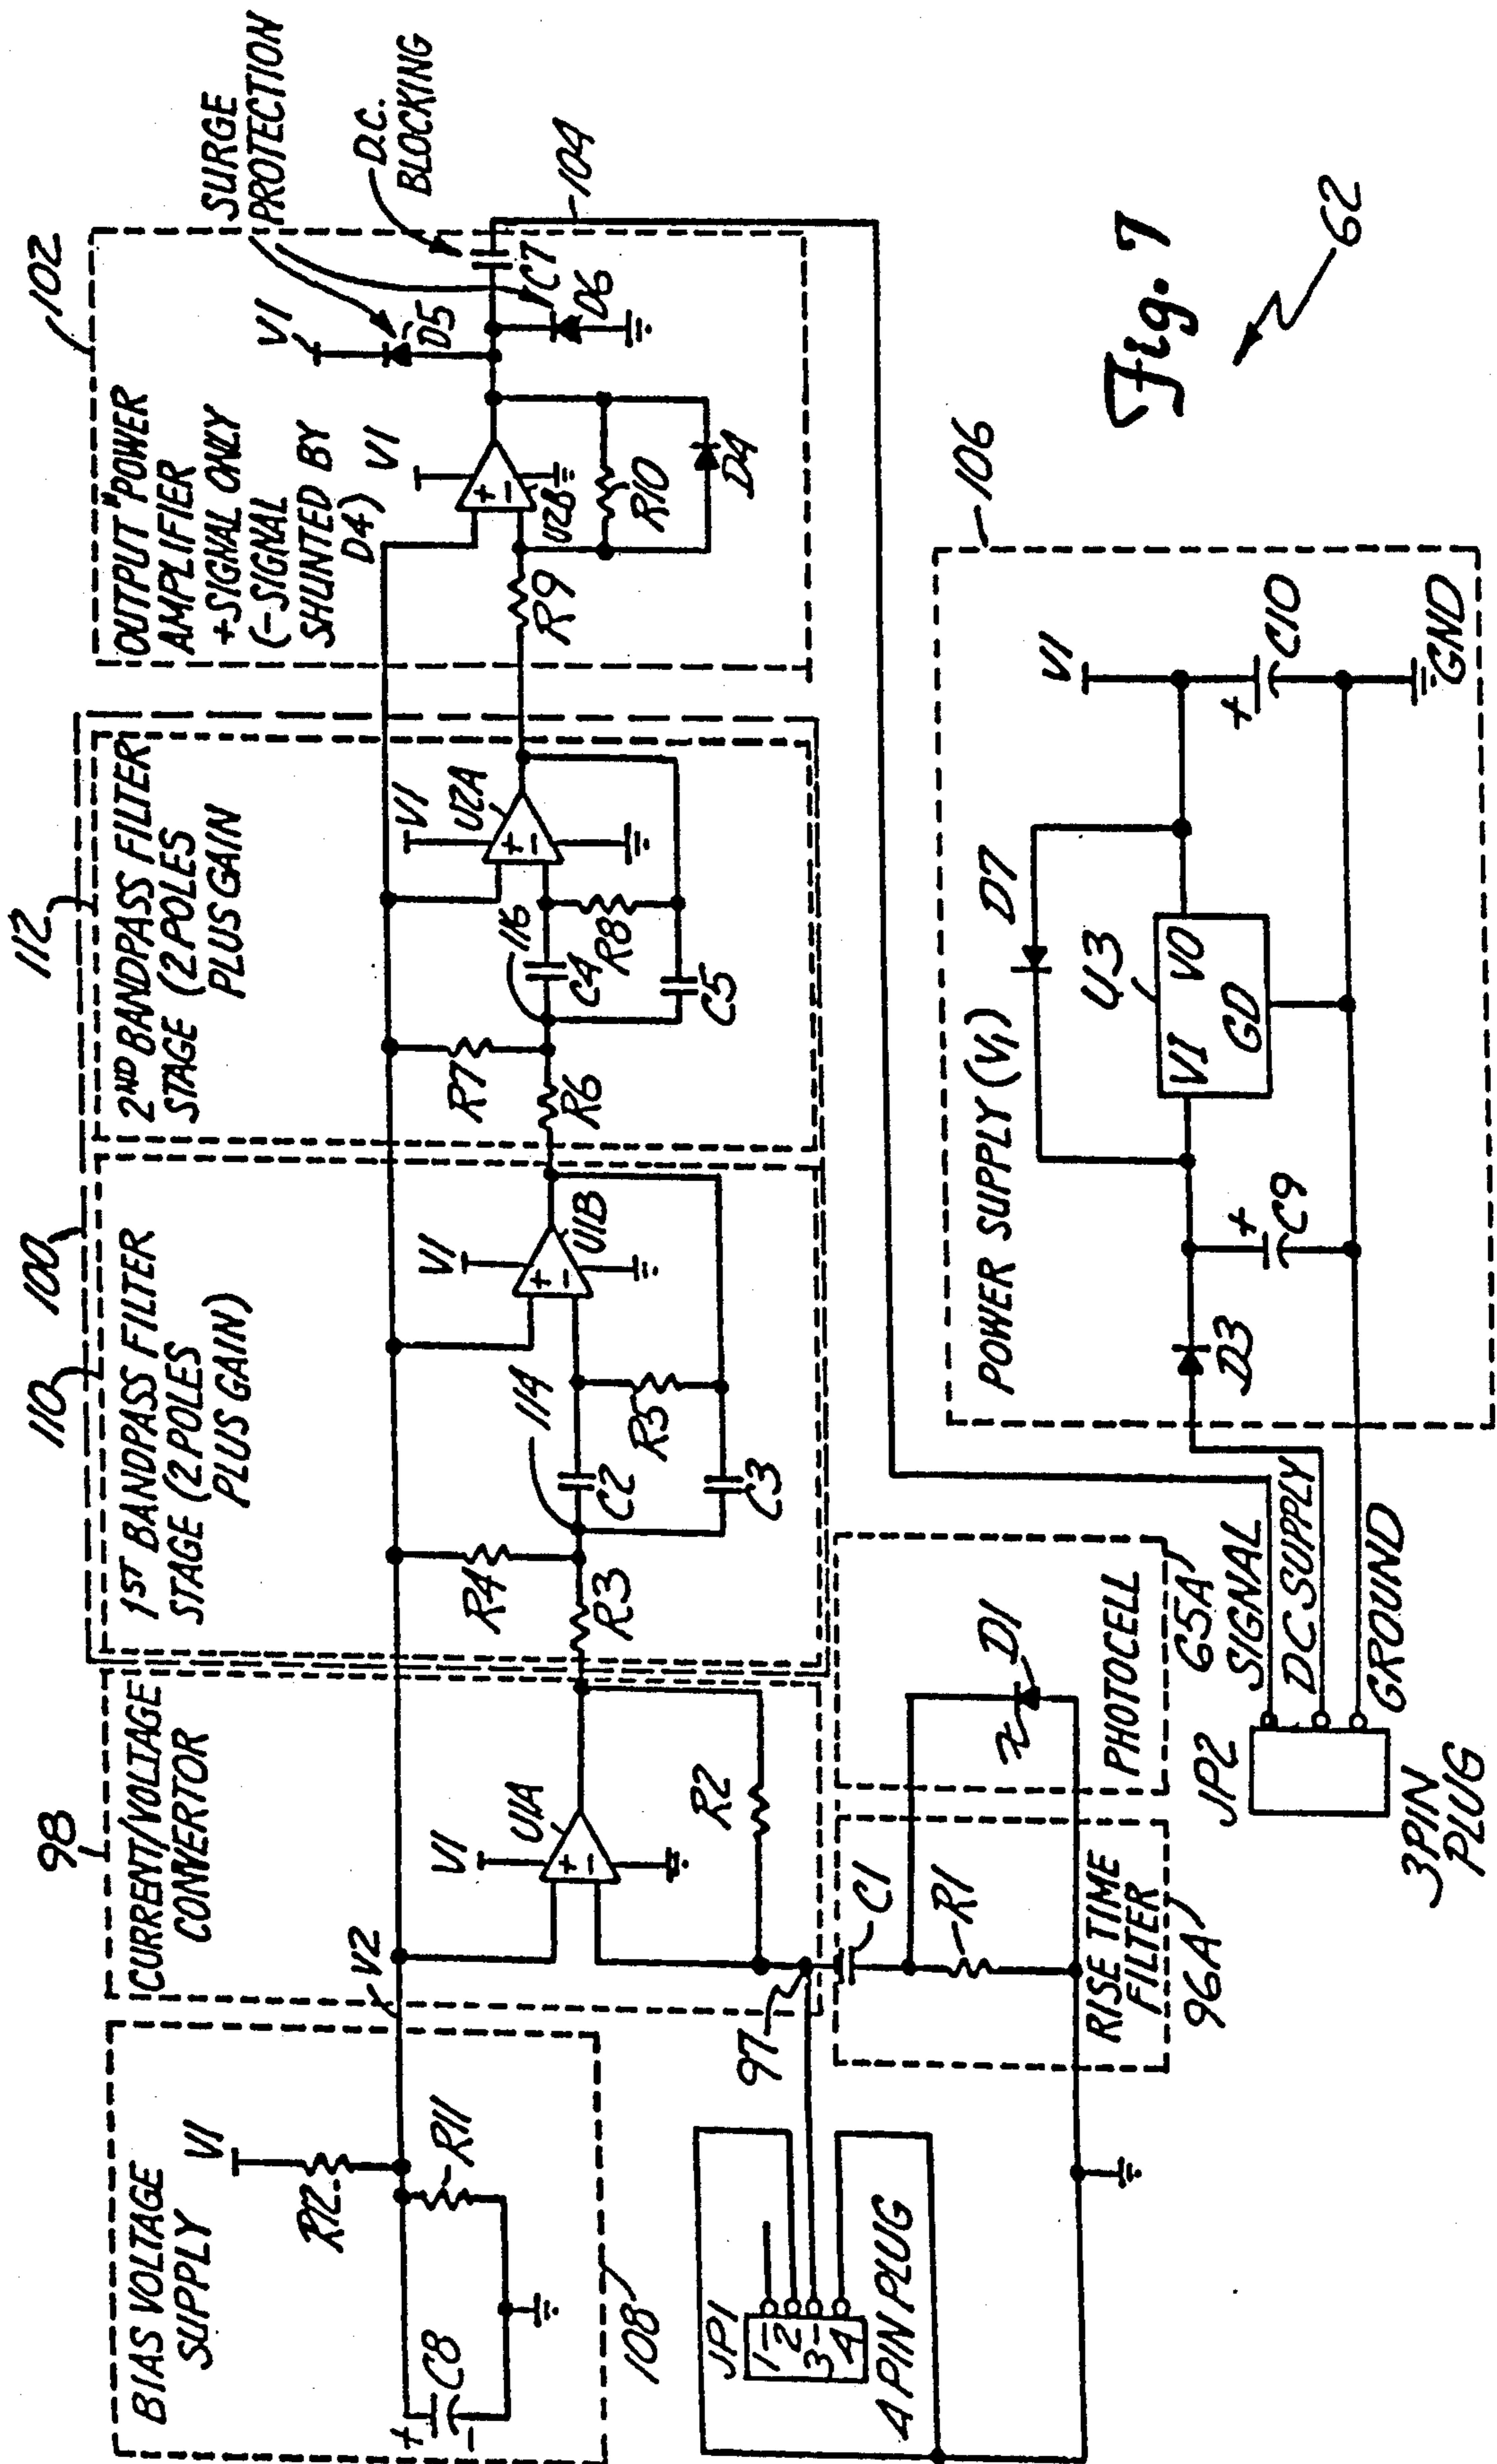 BIAS VOLTAGE
SUPPLY
V1
R12
R11
+
C8
-
108
98
CURRENT/VOLTAGE
CONVERTOR
V2
V1
U1A
+
-
R2
97
100
110
1ST BANDPASS FILTER
STAGE (2 POLES
PLUS GAIN)
R4
114
V1
U1B
+
-
R3
C2
R5
C3
112
2ND BANDPASS FILTER
STAGE (2 POLES
PLUS GAIN
R7
116
V1
U2A
+
-
R6
C4
R8
C5
102
OUTPUT "POWER
AMPLIFIER
+SIGNAL ONLY
(-SIGNAL
SHUNTED BY
D4)
V1
+
-
U2B
R9
R10
D4
V1
D5
C7
D6
SURGE
PROTECTION
D.C.
BLOCKING
104
JP1
1
2
3
4
4 PIN PLUG
C1
R1
RISE TIME
FILTER
96A
D1
PHOTOCELL
65A
JP2
3 PIN
PLUG
SIGNAL
DC SUPPLY
GROUND
106
POWER SUPPLY (V1)
D3
+
C9
D7
U3
VI VO
GD
V1
+
C10
GND
Fig. 7
62